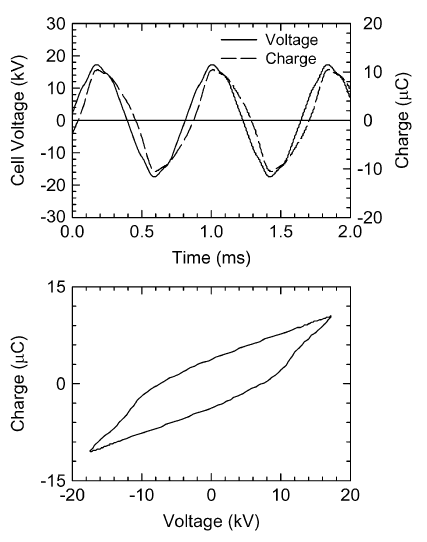 Cell Voltage (kV)
30
20
10
0
-10
-20
-30
Voltage
Charge
20
10
0
-10
-20
Charge (μC)
0.0 0.5 1.0 1.5 2.0
Time (ms)
Charge (μC)
15
0
-15
-20 -10 0 10 20
Voltage (kV)